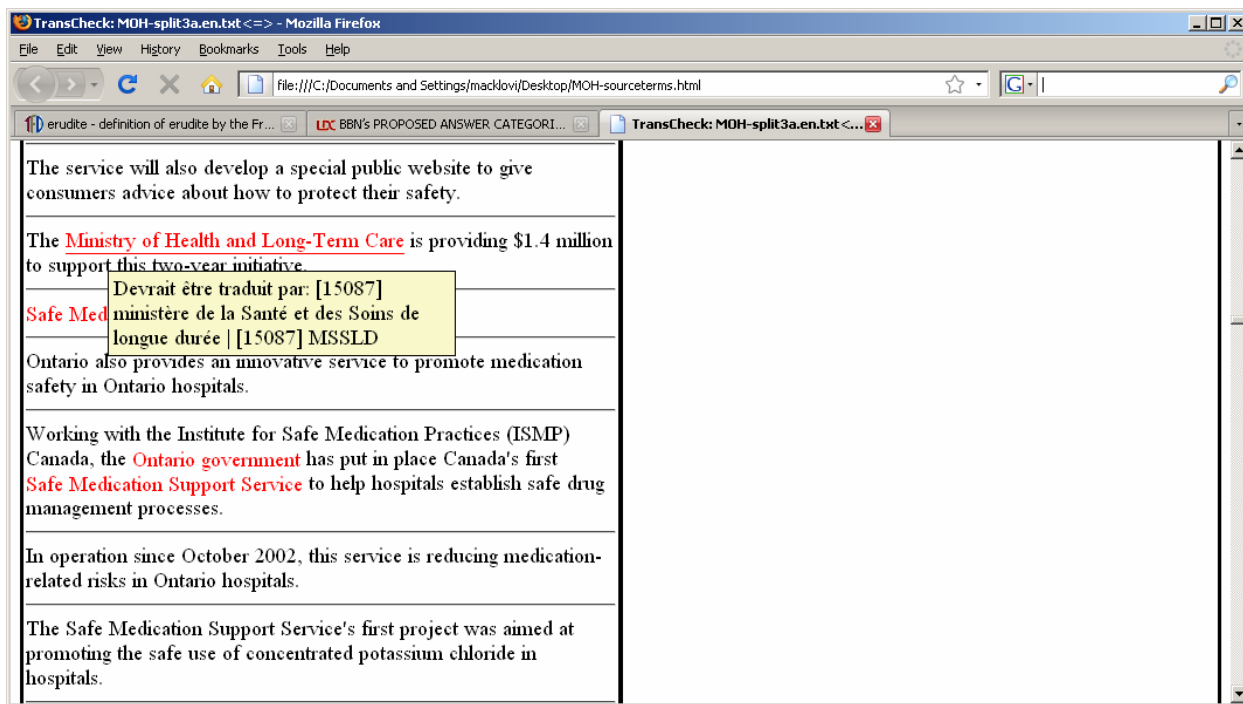 TransCheck: MOH-split3a.en.txt<=> - Mozilla Firefox
File Edit View History Bookmarks Tools Help
file:///C:/Documents and Settings/macklovi/Desktop/MOH-sourceterms.html
erudite - definition of erudite by the Fr... LDC BBN's PROPOSED ANSWER CATEGORI... TransCheck: MOH-split3a.en.txt<...
The service will also develop a special public website to give
consumers advice about how to protect their safety.
The Ministry of Health and Long-Term Care is providing $1.4 million
to support this two-year initiative.
Devrait être traduit par: [15087]
Safe Med ministère de la Santé et des Soins de
longue durée | [15087] MSSLD
Ontario also provides an innovative service to promote medication
safety in Ontario hospitals.
Working with the Institute for Safe Medication Practices (ISMP)
Canada, the Ontario government has put in place Canada's first
Safe Medication Support Service to help hospitals establish safe drug
management processes.
In operation since October 2002, this service is reducing medication-
related risks in Ontario hospitals.
The Safe Medication Support Service's first project was aimed at
promoting the safe use of concentrated potassium chloride in
hospitals.